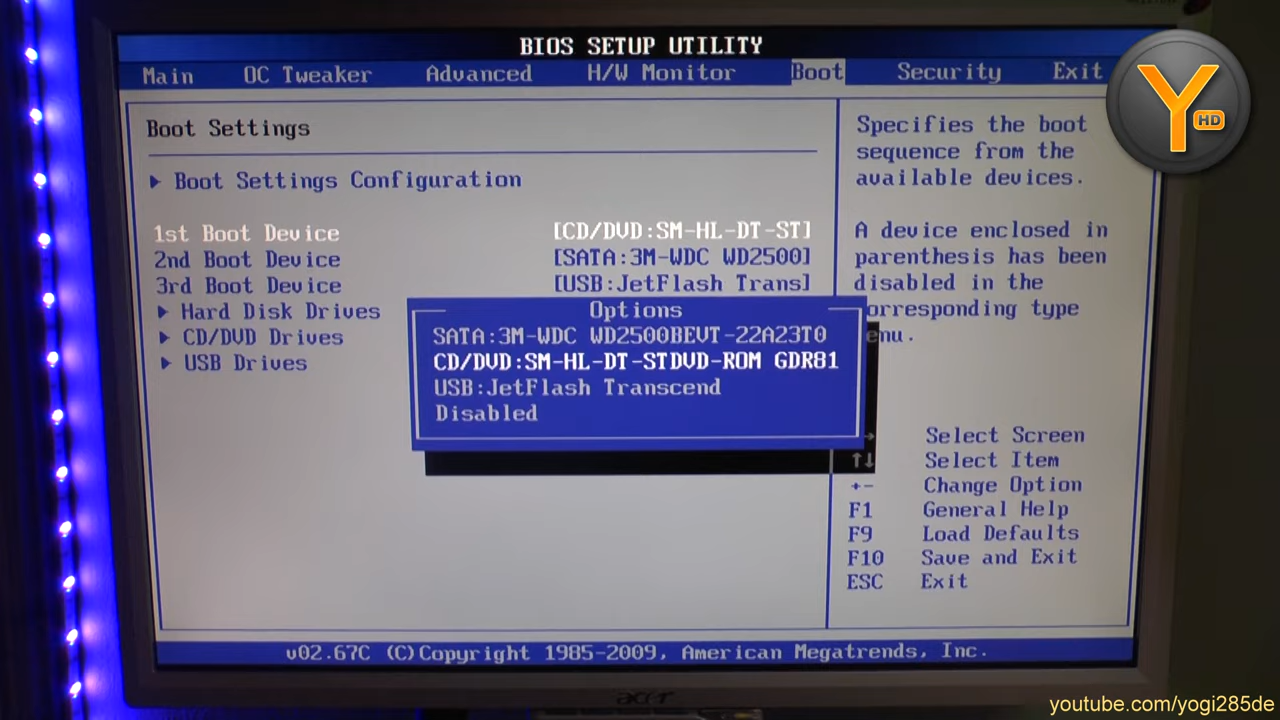 BIOS SETUP UTILITY
Main OC Tweaker Advanced H/W Monitor Boot Security Exit
Boot Settings
Boot Settings Configuration
1st Boot Device [CD/DVD:SM-HL-DT-ST]
2nd Boot Device [SATA:3M-WDC WD2500]
3rd Boot Device [USB:JetFlash Trans]
Hard Disk Drives
CD/DVD Drives
USB Drives
Options
SATA:3M-WDC WD2500BEVT-22A23T0
CD/DVD:SM-HL-DT-STDVD-ROM GDR81
USB:JetFlash Transcend
Disabled
Specifies the boot
sequence from the
available devices.
A device enclosed in
parenthesis has been
disabled in the
orresponding type
enu.
Select Screen
↑↓ Select Item
+- Change Option
F1 General Help
F9 Load Defaults
F10 Save and Exit
ESC Exit
v02.67C (C)Copyright 1985-2009, American Megatrends, Inc.
acer
Y HD
youtube.com/yogi285de